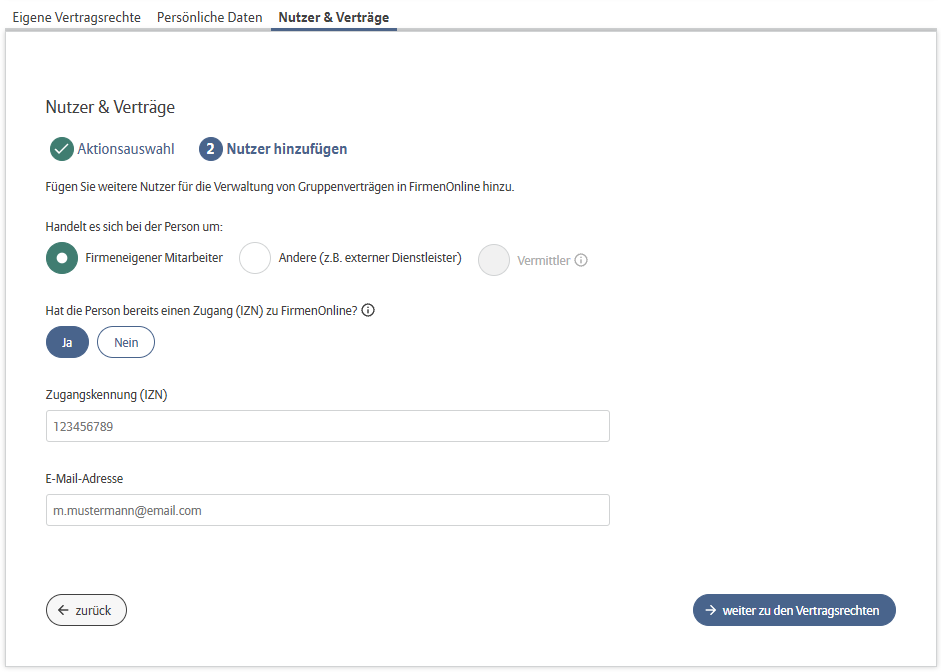 Eigene Vertragsrechte Persönliche Daten Nutzer & Verträge
Nutzer & Verträge
Aktionsauswahl 2 Nutzer hinzufügen
Fügen Sie weitere Nutzer für die Verwaltung von Gruppenverträgen in FirmenOnline hinzu.
Handelt es sich bei der Person um:
Firmeneigener Mitarbeiter Andere (z.B. externer Dienstleister) Vermittler
Hat die Person bereits einen Zugang (IZN) zu FirmenOnline?
Ja Nein
Zugangskennung (IZN)
123456789
E-Mail-Adresse
m.mustermann@email.com
zurück weiter zu den Vertragsrechten